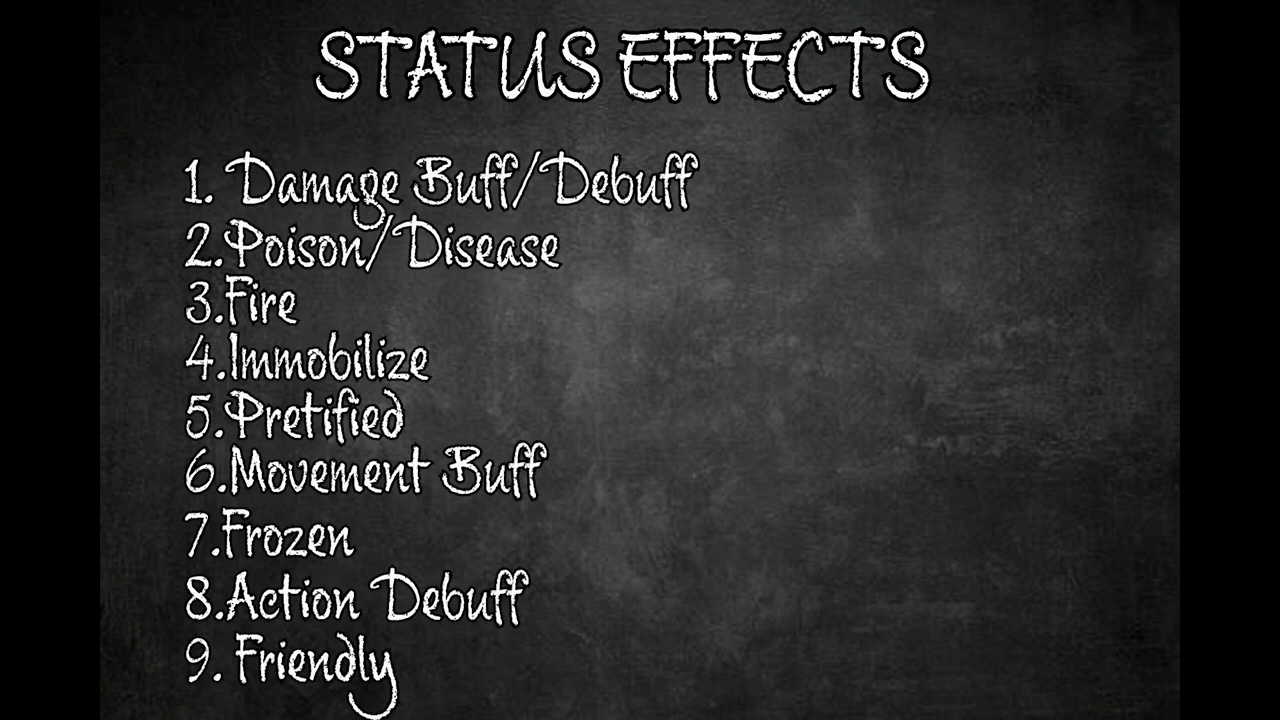 STATUS EFFECTS
1. Damage Buff/Debuff
2.Poison/Disease
3.Fire
4.Immobilize
5.Pretified
6.Movement Buff
7.Frozen
8.Action Debuff
9. Friendly